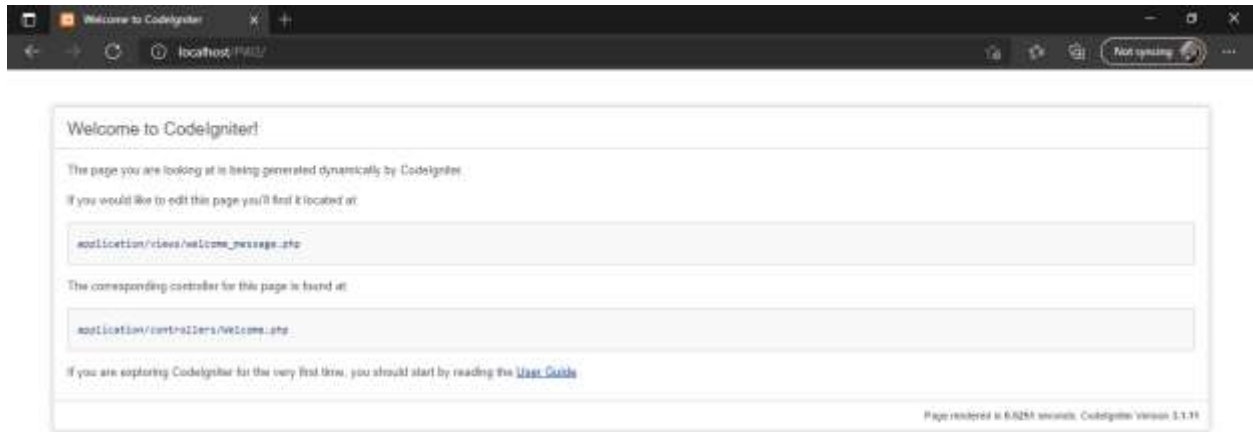 Welcome to CodeIgniter
Not syncing
localhost
Welcome to CodeIgniter!
The page you are looking at is being generated dynamically by CodeIgniter.
If you would like to edit this page you'll find it located at:
application/views/welcome_message.php
The corresponding controller for this page is found at:
application/controllers/Welcome.php
If you are exploring CodeIgniter for the very first time, you should start by reading the User Guide
Page rendered in seconds. CodeIgniter Version 3.1.11